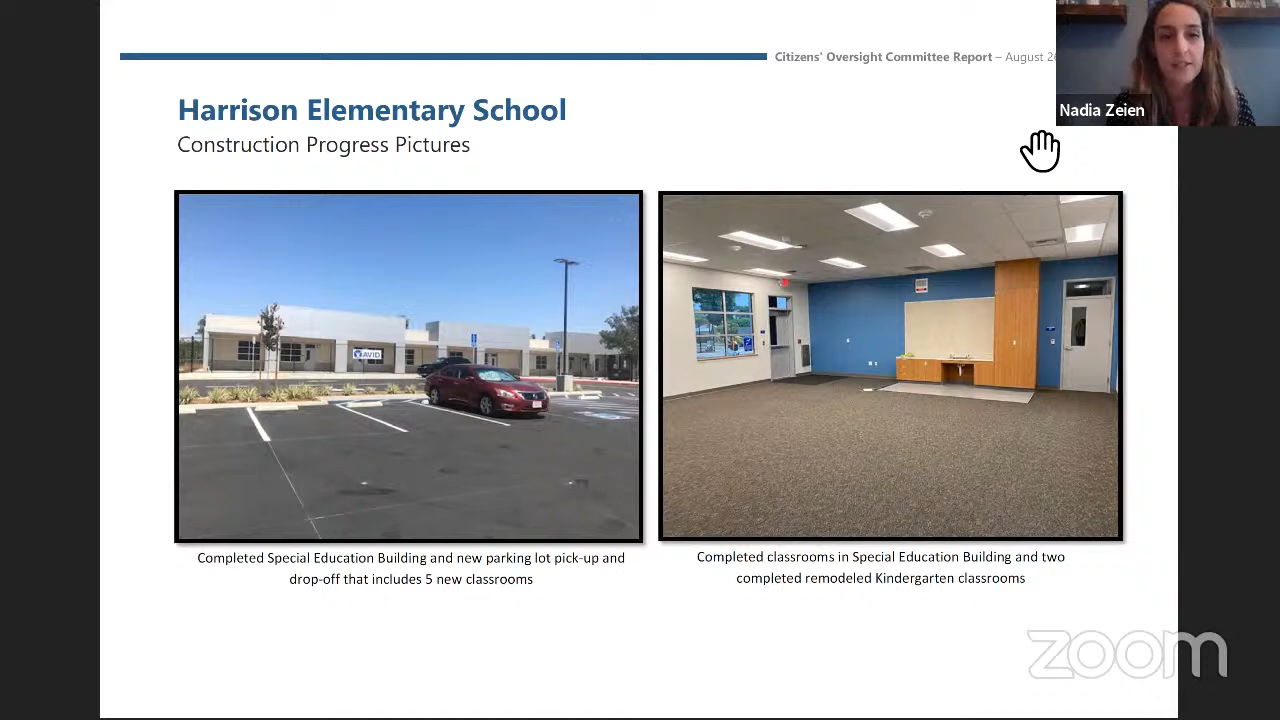 Citizens' Oversight Committee Report – August 26
Nadia Zeien
Harrison Elementary School
Construction Progress Pictures
AVID
Completed Special Education Building and new parking lot pick-up and
drop-off that includes 5 new classrooms
Completed classrooms in Special Education Building and two
completed remodeled Kindergarten classrooms
zoom